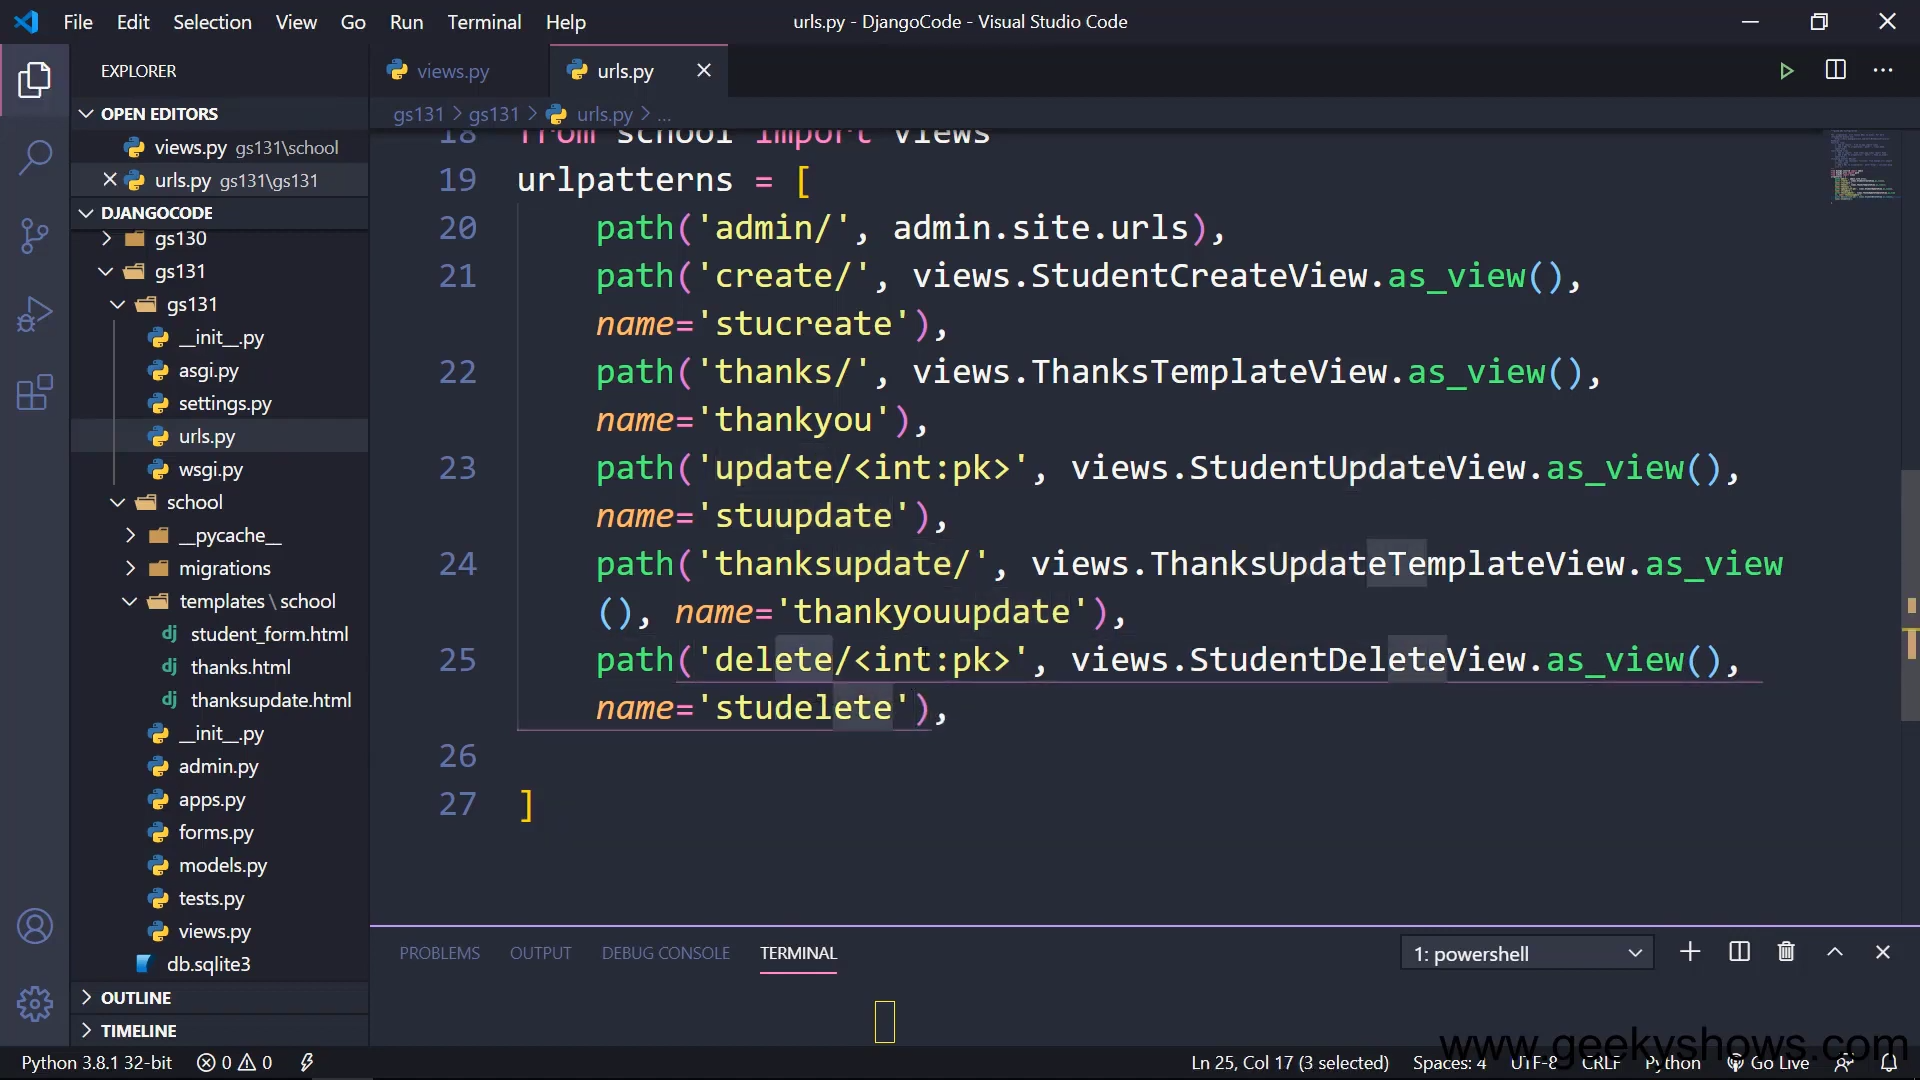 File Edit Selection View Go Run Terminal Help
urls.py - DjangoCode - Visual Studio Code
EXPLORER
OPEN EDITORS
views.py gs131\school
urls.py gs131\gs131
DJANGOCODE
gs130
gs131
gs131
__init__.py
asgi.py
settings.py
urls.py
wsgi.py
school
__pycache__
migrations
templates \ school
student_form.html
thanks.html
thanksupdate.html
__init__.py
admin.py
apps.py
forms.py
models.py
tests.py
views.py
db.sqlite3
OUTLINE
TIMELINE
views.py
urls.py
gs131 > gs131 > urls.py > ...
18 from school import views
19 urlpatterns = [
20 path('admin/', admin.site.urls),
21 path('create/', views.StudentCreateView.as_view(),
name='stucreate'),
22 path('thanks/', views.ThanksTemplateView.as_view(),
name='thankyou'),
23 path('update/<int:pk>', views.StudentUpdateView.as_view(),
name='stuupdate'),
24 path('thanksupdate/', views.ThanksUpdateTemplateView.as_view
(), name='thankyouupdate'),
25 path('delete/<int:pk>', views.StudentDeleteView.as_view(),
name='studelete'),
26
27 ]
PROBLEMS OUTPUT DEBUG CONSOLE TERMINAL
1: powershell
www.geekyshows.com
Python 3.8.1 32-bit 0 0
Ln 25, Col 17 (3 selected) Spaces: 4 UTF-8 CRLF Python Go Live